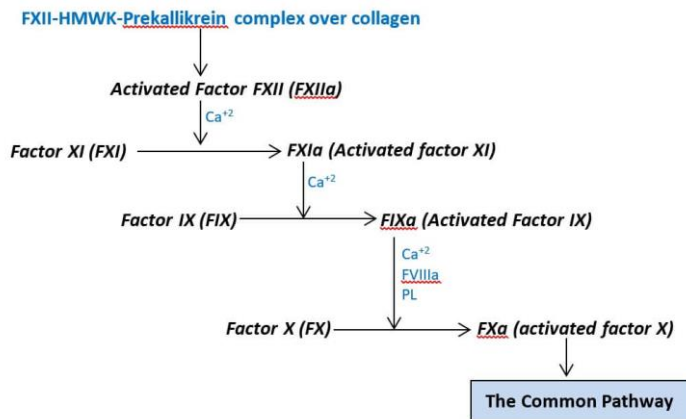 FXII-HMWK-Prekallikrein complex over collagen
Activated Factor FXII (FXIIa)
Ca+2
Factor XI (FXI)
FXIa (Activated factor XI)
Ca+2
Factor IX (FIX)
FIXa (Activated Factor IX)
Ca+2
FVIIIa
PL
Factor X (FX)
FXa (activated factor X)
The Common Pathway